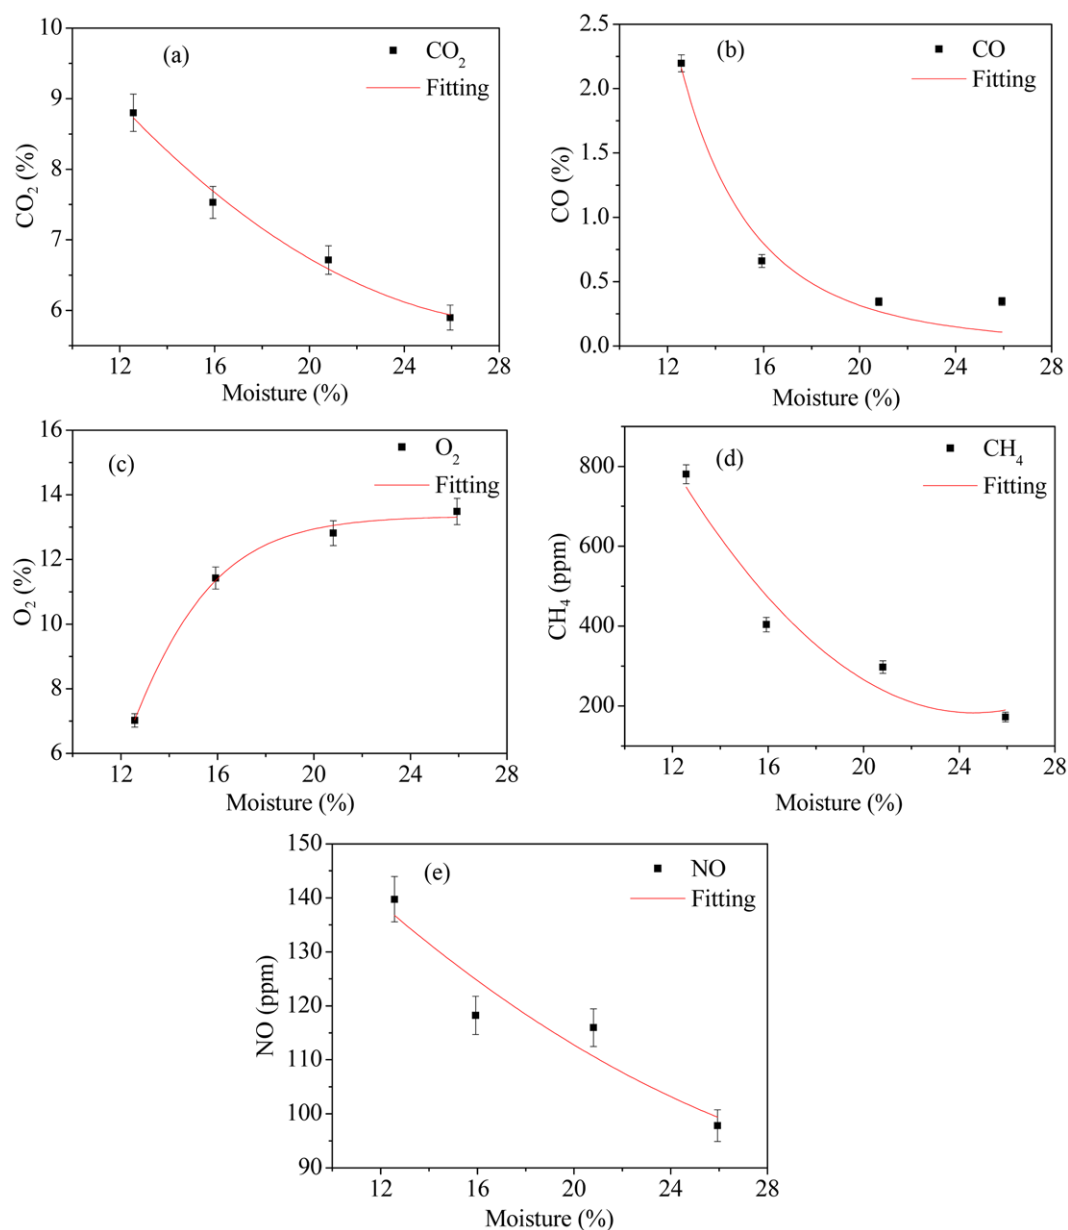 (a)
CO₂
Fitting
CO₂ (%)
10
9
8
7
6
12 16 20 24 28
Moisture (%)
(b)
CO
Fitting
CO (%)
2.5
2.0
1.5
1.0
0.5
0.0
12 16 20 24 28
Moisture (%)
(c)
O₂
Fitting
O₂ (%)
16
14
12
10
8
6
12 16 20 24 28
Moisture (%)
(d)
CH₄
Fitting
CH₄ (ppm)
800
600
400
200
12 16 20 24 28
Moisture (%)
(e)
NO
Fitting
NO (ppm)
150
140
130
120
110
100
90
12 16 20 24 28
Moisture (%)